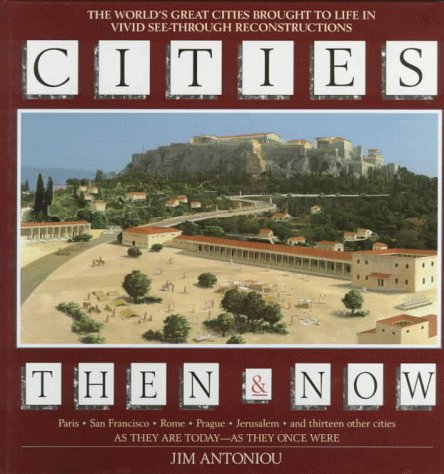 THE WORLD'S GREAT CITIES BROUGHT TO LIFE IN
VIVID SEE-THROUGH RECONSTRUCTIONS
CITIES
THEN & NOW
Paris • San Francisco • Rome • Prague • Jerusalem • and thirteen other cities
AS THEY ARE TODAY—AS THEY ONCE WERE
JIM ANTONIOU